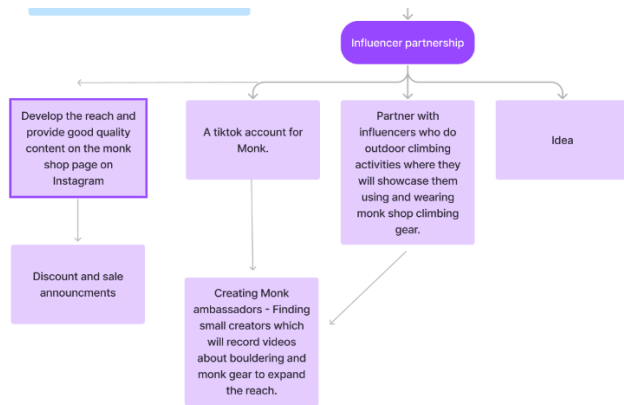 Influencer partnership
Develop the reach and
provide good quality
content on the monk
shop page on
Instagram
A tiktok account for
Monk.
Partner with
influencers who do
outdoor climbing
activities where they
will showcase them
using and wearing
monk shop climbing
gear.
Idea
Discount and sale
announcments
Creating Monk
ambassadors - Finding
small creators which
will record videos
about bouldering and
monk gear to expand
the reach.